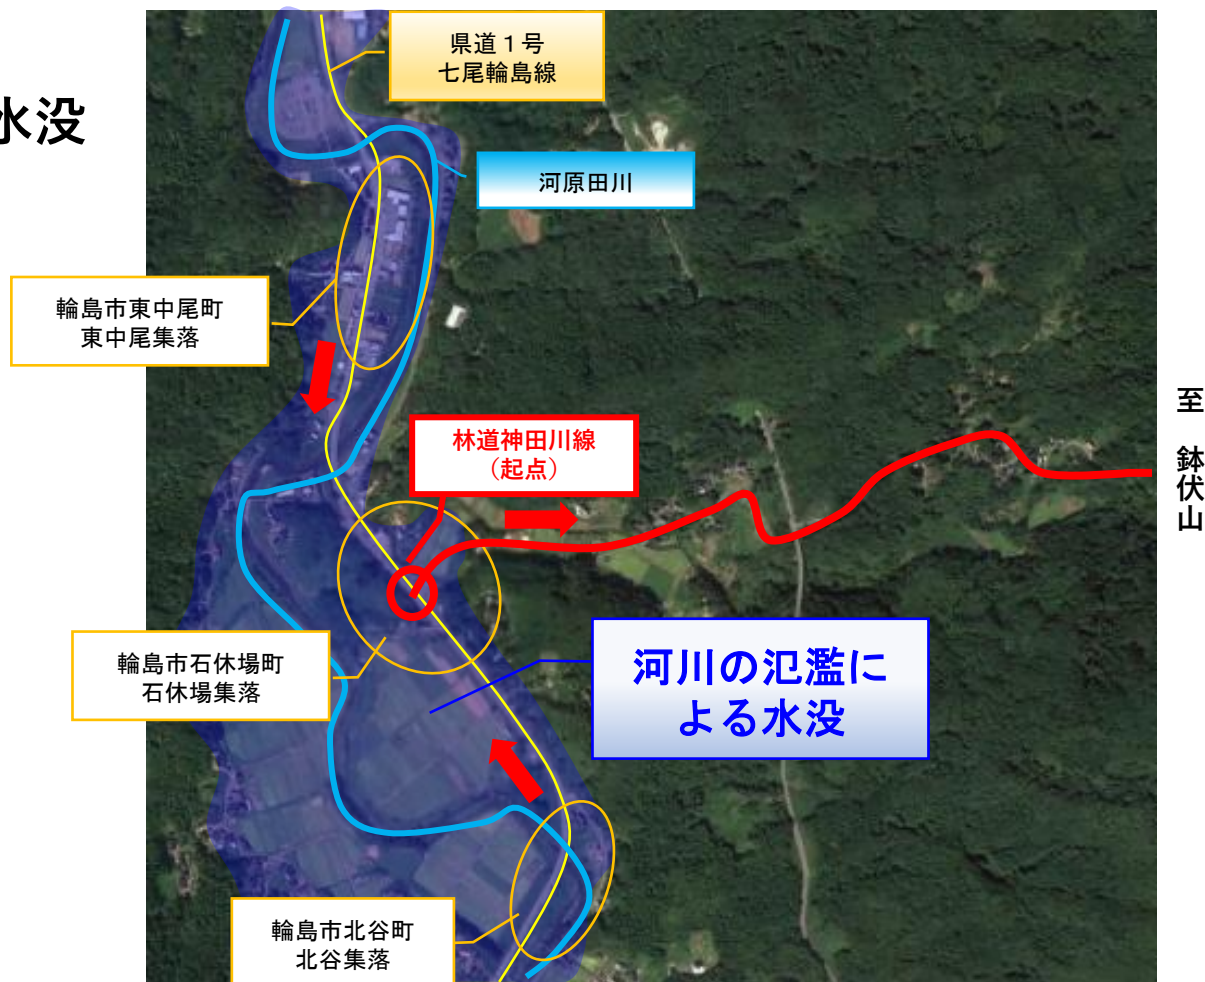 県道１号
七尾輪島線
水没
河原田川
輪島市東中尾町
東中尾集落
林道神田川線
（起点）
至　鉢伏山
輪島市石休場町
石休場集落
河川の氾濫に
よる水没
輪島市北谷町
北谷集落